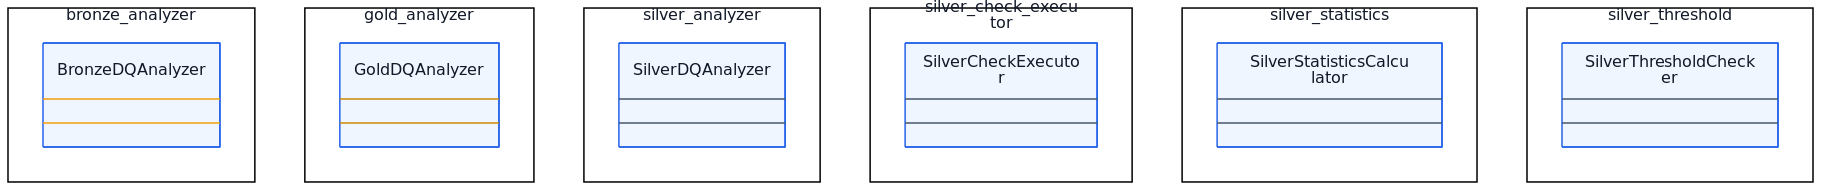 bronze_analyzer
BronzeDQAnalyzer
gold_analyzer
GoldDQAnalyzer
silver_analyzer
SilverDQAnalyzer
silver_check_execu
tor
SilverCheckExecuto
r
silver_statistics
SilverStatisticsCalcu
lator
silver_threshold
SilverThresholdCheck
er